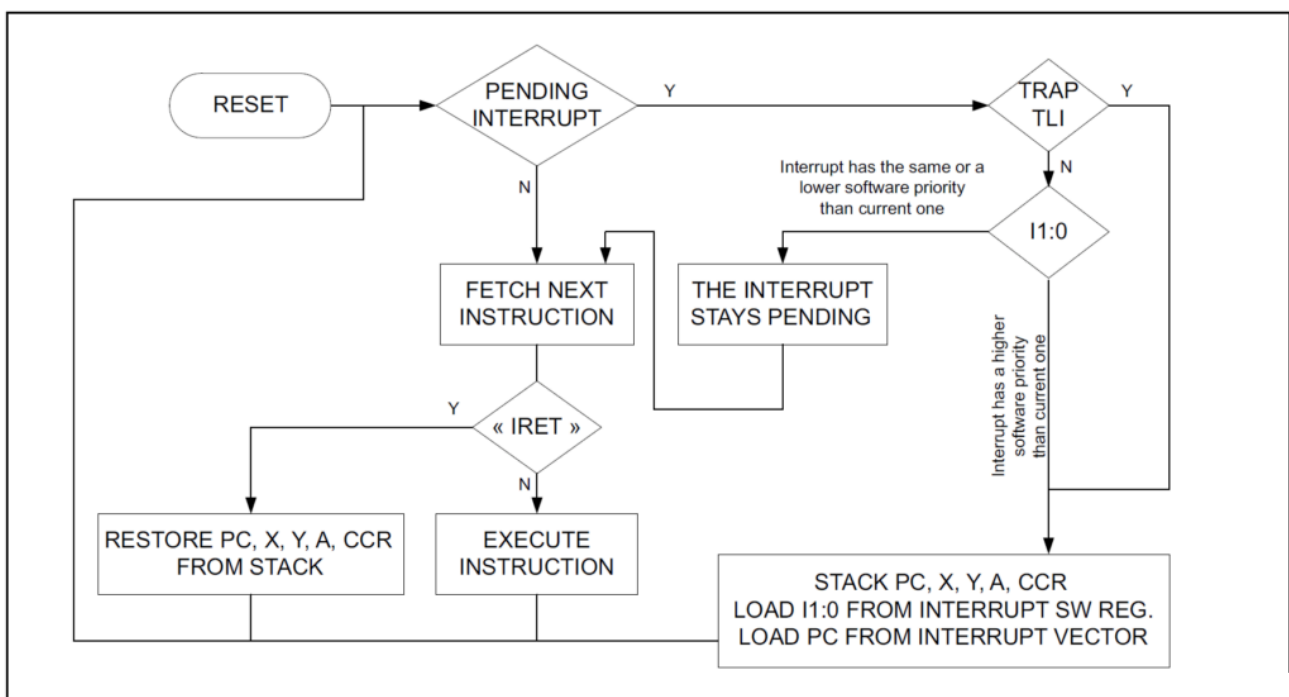 RESET
PENDING
INTERRUPT
Y
TRAP
TLI
Y
N
Interrupt has the same or a
lower software priority
than current one
N
I1:0
FETCH NEXT
INSTRUCTION
THE INTERRUPT
STAYS PENDING
Interrupt has a higher
software priority
than current one
Y
« IRET »
N
RESTORE PC, X, Y, A, CCR
FROM STACK
EXECUTE
INSTRUCTION
STACK PC, X, Y, A, CCR
LOAD I1:0 FROM INTERRUPT SW REG.
LOAD PC FROM INTERRUPT VECTOR